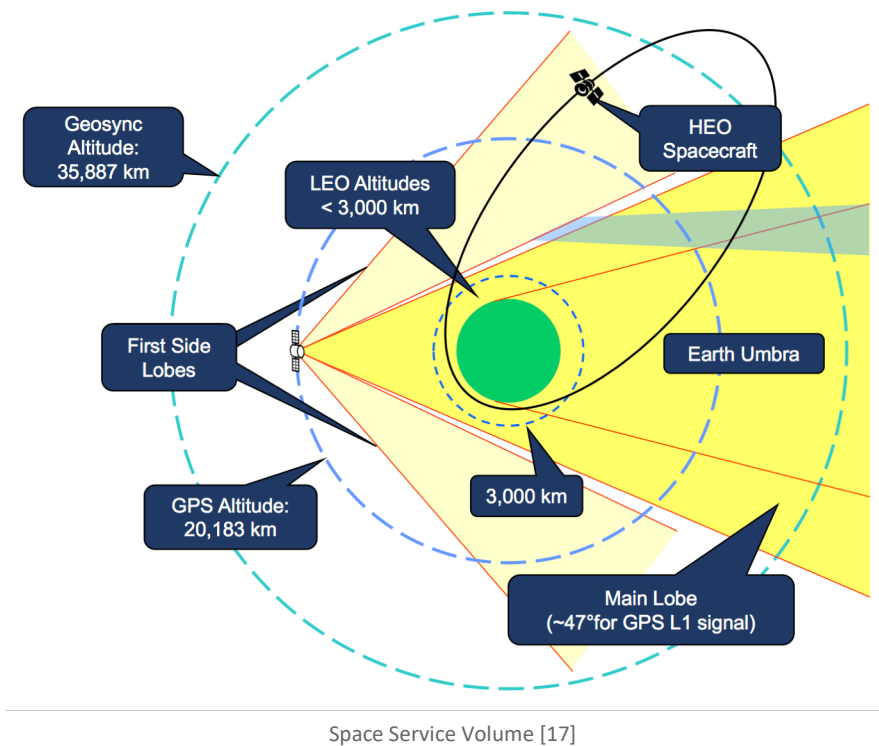 Geosync
Altitude:
35,887 km
HEO
Spacecraft
LEO Altitudes
< 3,000 km
First Side
Lobes
Earth Umbra
GPS Altitude:
20,183 km
3,000 km
Main Lobe
(~47°for GPS L1 signal)
Space Service Volume [17]